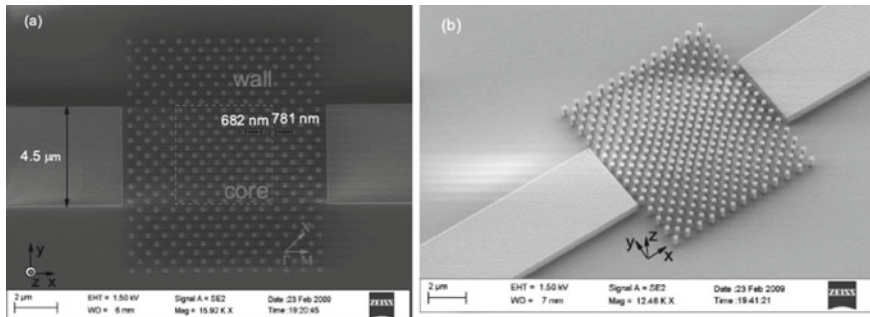 (a)
wall
682 nm 781 nm
4.5 μm
core
X
Γ M
y
z x
2 μm
EHT = 1.50 kV
WD = 6 mm
Signal A = SE2
Mag = 15.92 K X
Date :23 Feb 2009
Time :19:20:45
ZEISS
(b)
y z x
2 μm
EHT = 1.50 kV
WD = 7 mm
Signal A = SE2
Mag = 12.46 K X
Date :23 Feb 2009
Time :19:41:21
ZEISS